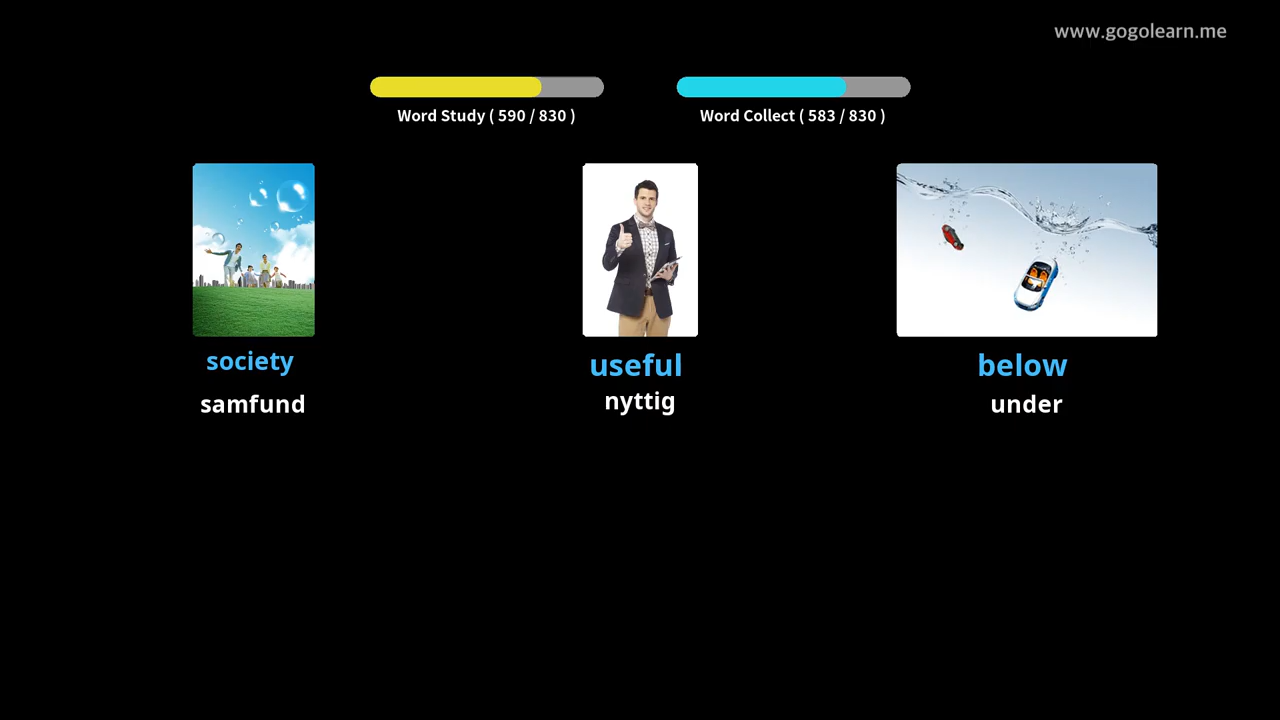 www.gogolearn.me
Word Study ( 590 / 830 )
Word Collect ( 583 / 830 )
society
useful
below
samfund
nyttig
under